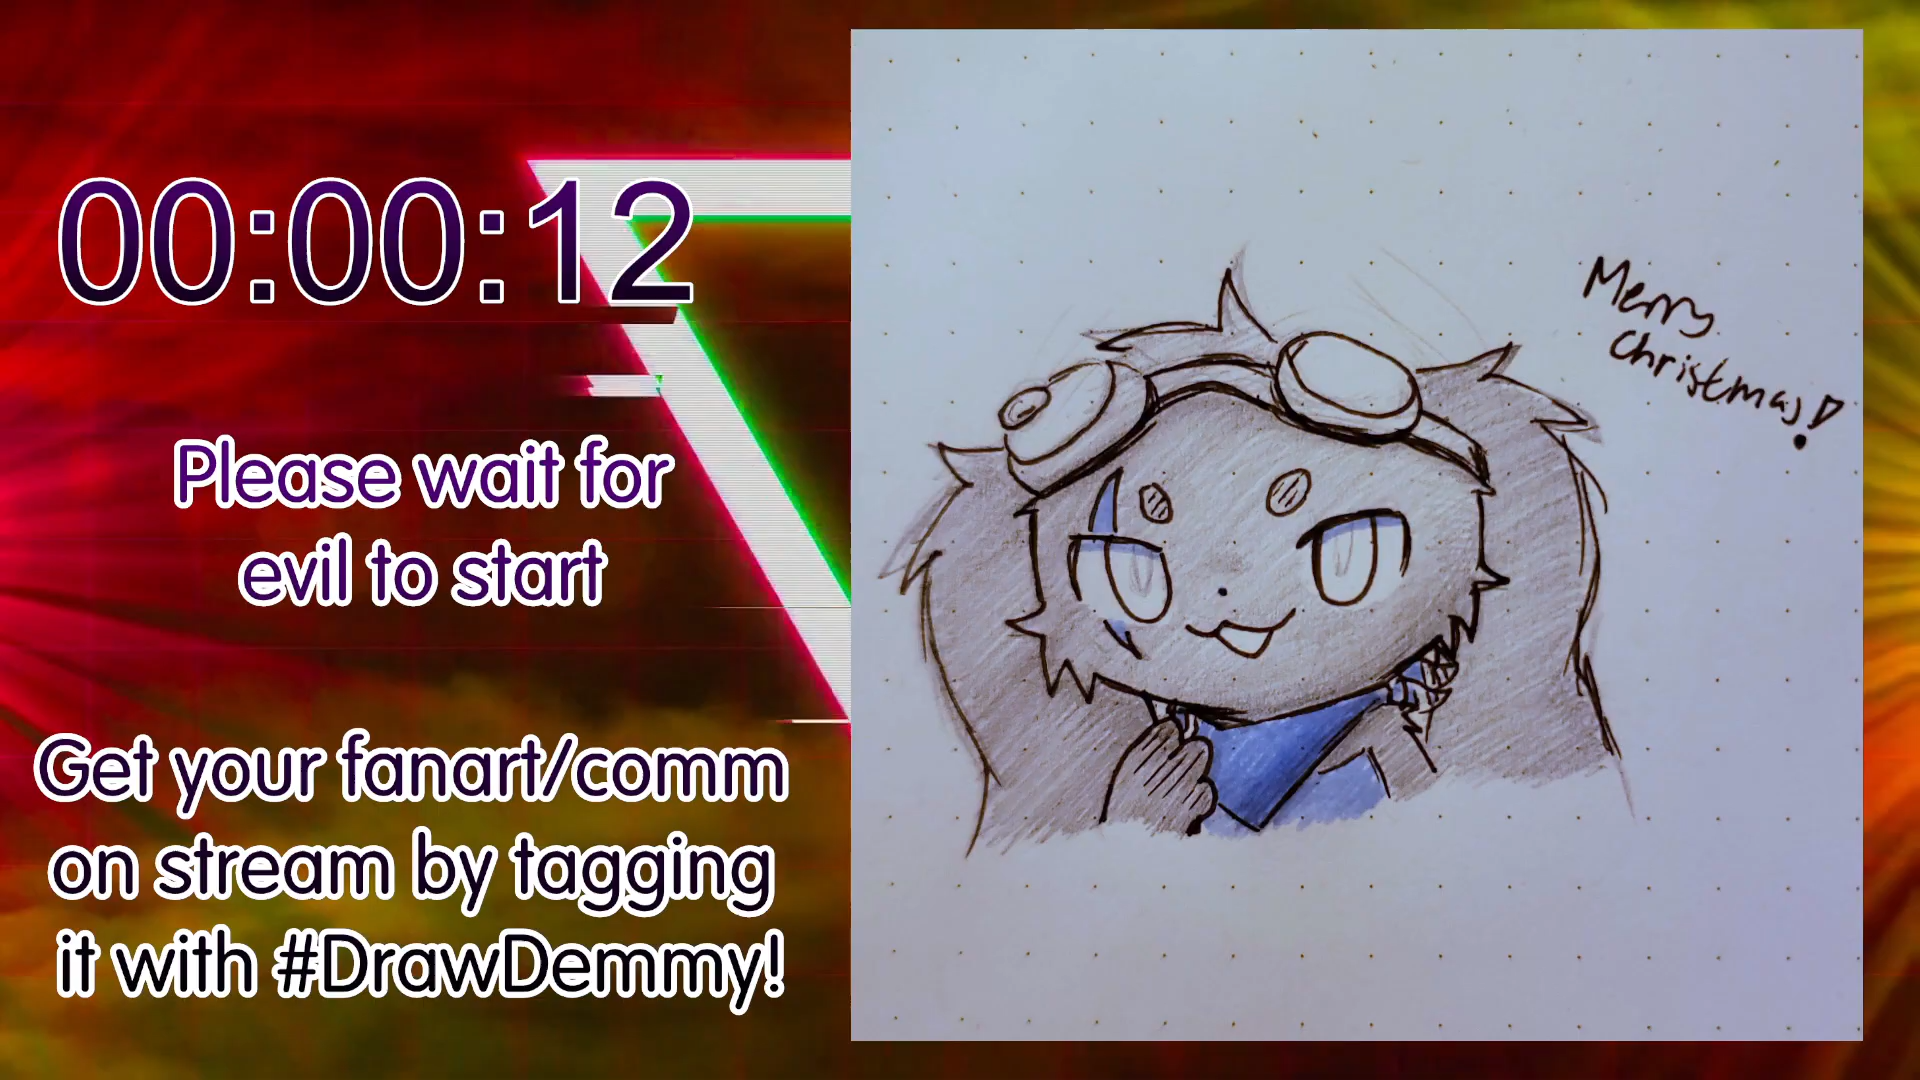 00:00:12
Please wait for
evil to start
Get your fanart/comm
on stream by tagging
it with #DrawDemmy!
Merry
Christmas!